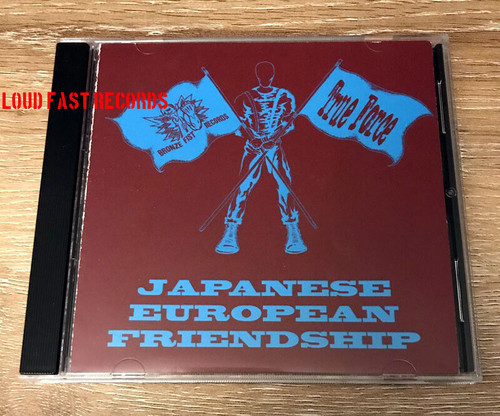 LOUD FAST RECORDS
BRONZE FIST RECORDS
True Force
JAPANESE
EUROPEAN
FRIENDSHIP